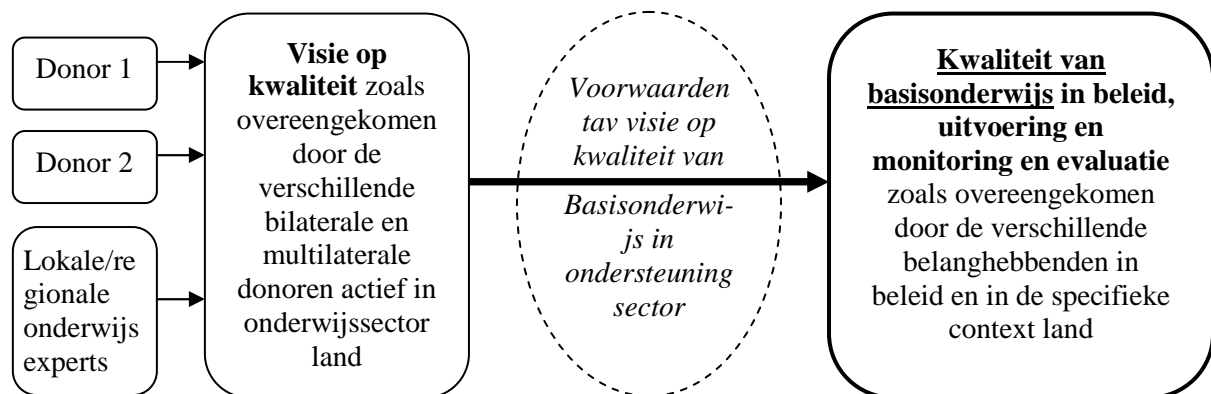 Donor 1
Donor 2
Lokale/re
gionale
onderwijs
experts
Visie op
kwaliteit zoals
overeengekomen
door de
verschillende
bilaterale en
multilaterale
donoren actief in
onderwijssector
land
Voorwaarden
tav visie op
kwaliteit van
Basisonderwi-
js in
ondersteuning
sector
Kwaliteit van
basisonderwijs in beleid,
uitvoering en
monitoring en evaluatie
zoals overeengekomen
door de verschillende
belanghebbenden in
beleid en in de specifieke
context land